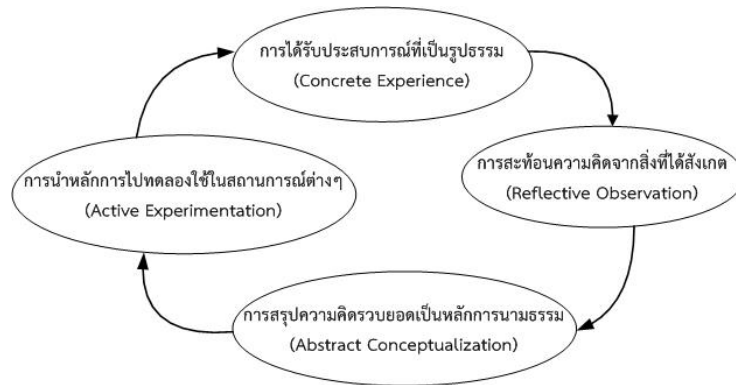 การได้รับประสบการณ์ที่เป็นรูปธรรม
(Concrete Experience)
การสะท้อนความคิดจากสิ่งที่ได้สังเกต
(Reflective Observation)
การสรุปความคิดรวบยอดเป็นหลักการนามธรรม
(Abstract Conceptualization)
การนำหลักการไปทดลองใช้ในสถานการณ์ต่างๆ
(Active Experimentation)